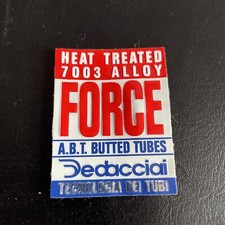 HEAT TREATED
7003 ALLOY
FORCE
A.B.T. BUTTED TUBES
Dedacciai
TECNOLOGIA DEI TUBI